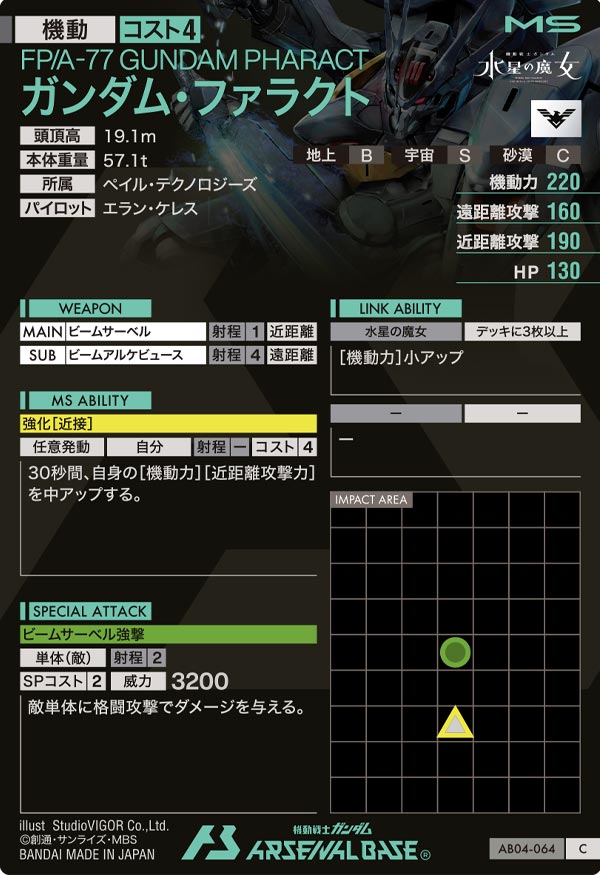 機動 コスト4
MS
FP/A-77 GUNDAM PHARACT
ガンダム・ファラクト
機動戦士ガンダム
水星の魔女
頭頂高 19.1m
本体重量 57.1t
所属 ペイル・テクノロジーズ
パイロット エラン・ケレス
地上 B 宇宙 S 砂漠 C
機動力 220
遠距離攻撃 160
近距離攻撃 190
HP 130
WEAPON
MAIN ビームサーベル 射程 1 近距離
SUB ビームアルケビュース 射程 4 遠距離
MS ABILITY
強化[近接]
任意発動 自分 射程 ー コスト 4
30秒間、自身の[機動力][近距離攻撃力]
を中アップする。
SPECIAL ATTACK
ビームサーベル強撃
単体(敵) 射程 2
SPコスト 2 威力 3200
敵単体に格闘攻撃でダメージを与える。
LINK ABILITY
水星の魔女 デッキに3枚以上
[機動力]小アップ
ー ー
ー
IMPACT AREA
illust StudioVIGOR Co.,Ltd.
©創通・サンライズ・MBS
BANDAI MADE IN JAPAN
機動戦士ガンダム
ARSENAL BASE®
AB04-064 C